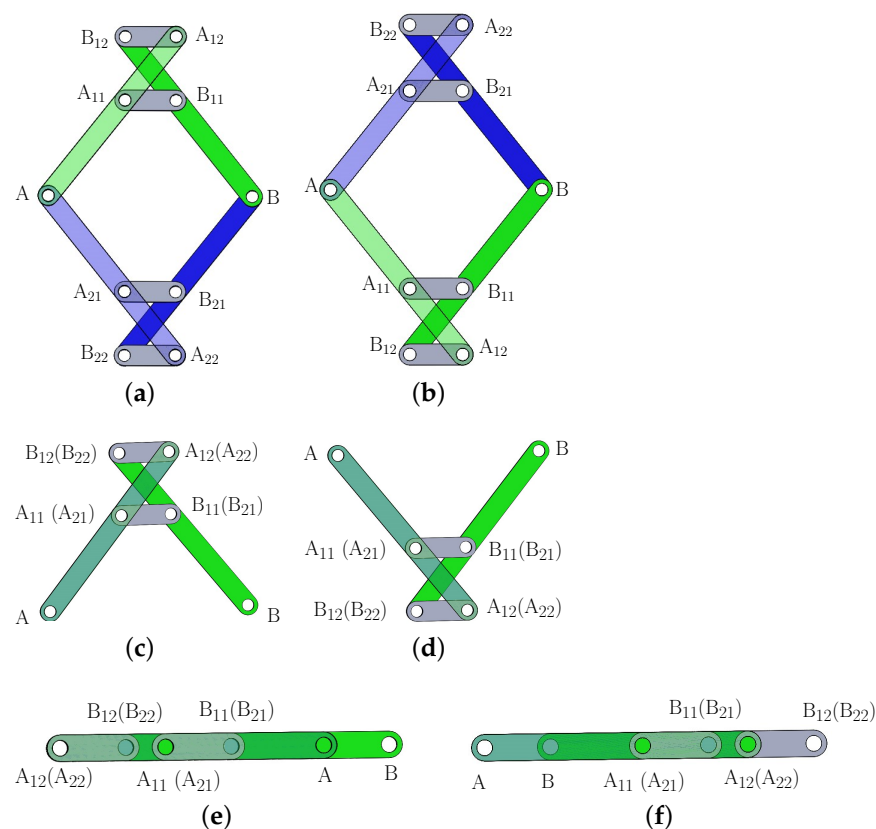 B₁₂ A₁₂
A₁₁ B₁₁
A B
A₂₁ B₂₁
B₂₂ A₂₂
(a)
B₂₂ A₂₂
A₂₁ B₂₁
A B
A₁₁ B₁₁
B₁₂ A₁₂
(b)
B₁₂(B₂₂) A₁₂(A₂₂)
A₁₁ (A₂₁) B₁₁(B₂₁)
A B
(c)
A B
A₁₁ (A₂₁) B₁₁(B₂₁)
B₁₂(B₂₂) A₁₂(A₂₂)
(d)
B₁₂(B₂₂) B₁₁(B₂₁)
A₁₂(A₂₂) A₁₁ (A₂₁) A B
(e)
B₁₁(B₂₁) B₁₂(B₂₂)
A B A₁₁ (A₂₁) A₁₂(A₂₂)
(f)